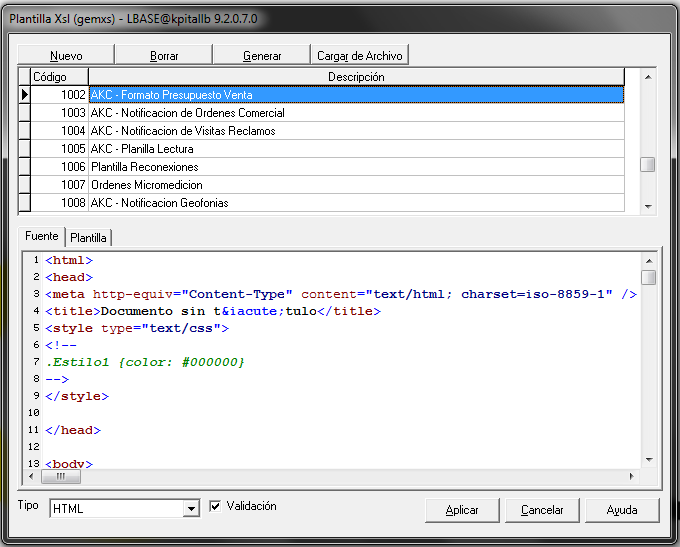 Plantilla Xsl (gemxs) - LBASE@kpitallb 9.2.0.7.0
Nuevo Borrar Generar Cargar de Archivo
Código Descripción
1002 AKC - Formato Presupuesto Venta
1003 AKC - Notificacion de Ordenes Comercial
1004 AKC - Notificacion de Visitas Reclamos
1005 AKC - Planilla Lectura
1006 Plantilla Reconexiones
1007 Ordenes Micromedicion
1008 AKC - Notificacion Geofonias
Fuente Plantilla
1 <html>
2 <head>
3 <meta http-equiv="Content-Type" content="text/html; charset=iso-8859-1" />
4 <title>Documento sin t&iacute;tulo</title>
5 <style type="text/css">
6 <!--
7 .Estilo1 {color: #000000}
8 -->
9 </style>
10
11 </head>
12
13 <body>
Tipo HTML Validación Aplicar Cancelar Ayuda